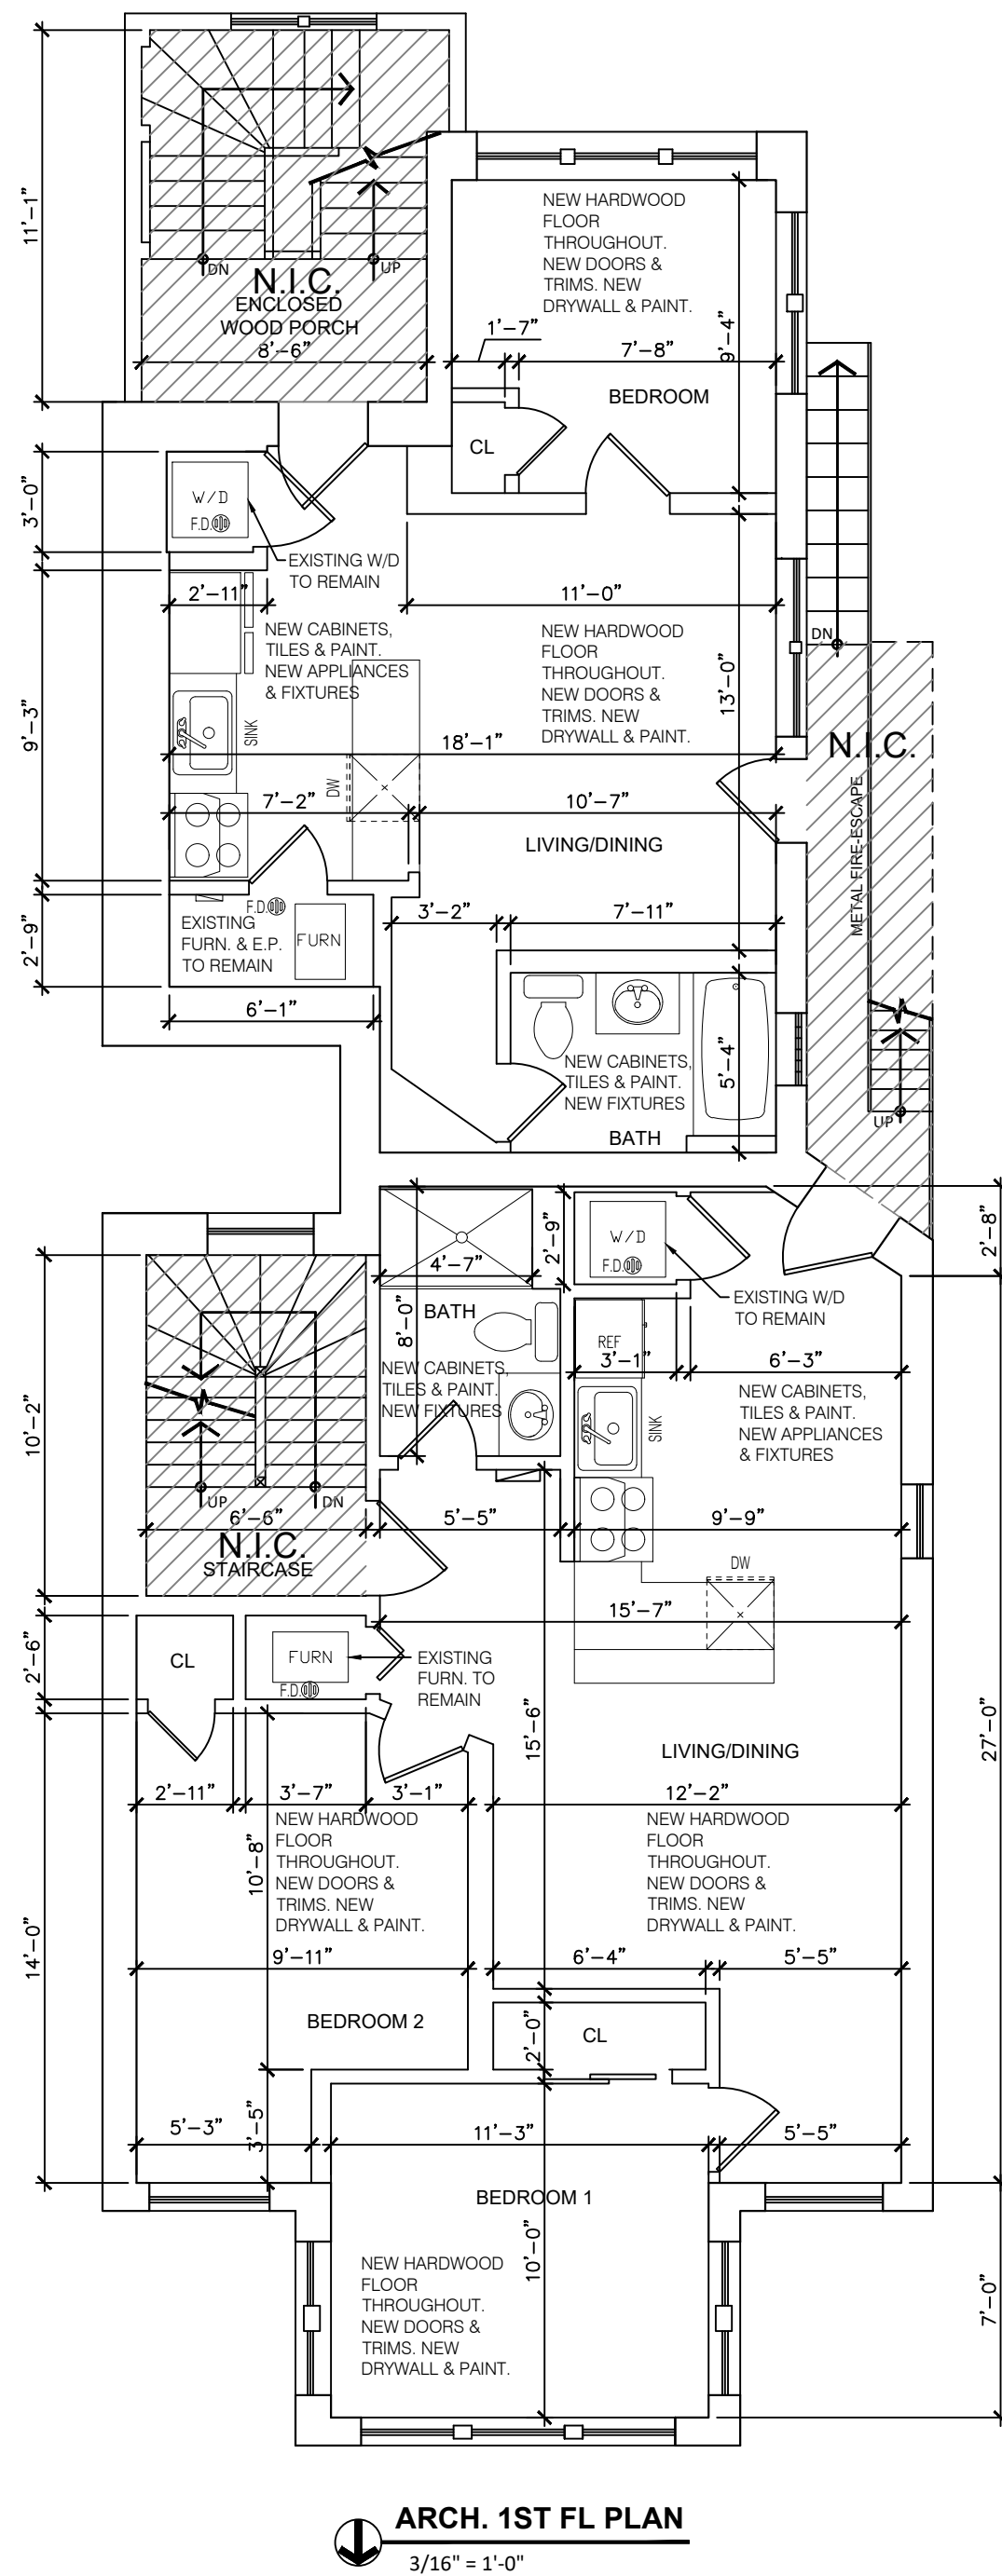 11'-1"
DN
UP
N.I.C.
ENCLOSED
WOOD PORCH
8'-6"
NEW HARDWOOD
FLOOR
THROUGHOUT.
NEW DOORS &
TRIMS. NEW
DRYWALL & PAINT.
1'-7"
7'-8"
9'-4"
BEDROOM
CL
3'-0"
W/D
F.D.
EXISTING W/D
TO REMAIN
2'-11"
11'-0"
NEW CABINETS,
TILES & PAINT.
NEW APPLIANCES
& FIXTURES
NEW HARDWOOD
FLOOR
THROUGHOUT.
NEW DOORS &
TRIMS. NEW
DRYWALL & PAINT.
DN
13'-0"
9'-3"
SINK
18'-1"
N.I.C.
METAL FIRE-ESCAPE
DW
7'-2"
10'-7"
LIVING/DINING
2'-9"
F.D.
EXISTING
FURN. & E.P.
TO REMAIN
FURN
3'-2"
7'-11"
6'-1"
5'-4"
NEW CABINETS,
TILES & PAINT.
NEW FIXTURES
BATH
UP
2'-8"
2'-9"
W/D
F.D.
4'-7"
8'-0"
BATH
EXISTING W/D
TO REMAIN
REF
3'-1"
6'-3"
NEW CABINETS,
TILES & PAINT.
NEW FIXTURES
NEW CABINETS,
TILES & PAINT.
NEW APPLIANCES
& FIXTURES
10'-2"
SINK
UP
DN
6'-6"
5'-5"
9'-9"
N.I.C.
STAIRCASE
DW
15'-7"
2'-6"
CL
FURN
F.D.
EXISTING
FURN. TO
REMAIN
15'-6"
27'-0"
LIVING/DINING
2'-11"
3'-7"
3'-1"
12'-2"
NEW HARDWOOD
FLOOR
THROUGHOUT.
NEW DOORS &
TRIMS. NEW
DRYWALL & PAINT.
10'-8"
NEW HARDWOOD
FLOOR
THROUGHOUT.
NEW DOORS &
TRIMS. NEW
DRYWALL & PAINT.
14'-0"
9'-11"
6'-4"
5'-5"
BEDROOM 2
2'-0"
CL
5'-3"
3'-5"
11'-3"
5'-5"
BEDROOM 1
10'-0"
7'-0"
NEW HARDWOOD
FLOOR
THROUGHOUT.
NEW DOORS &
TRIMS. NEW
DRYWALL & PAINT.
ARCH. 1ST FL PLAN
3/16" = 1'-0"